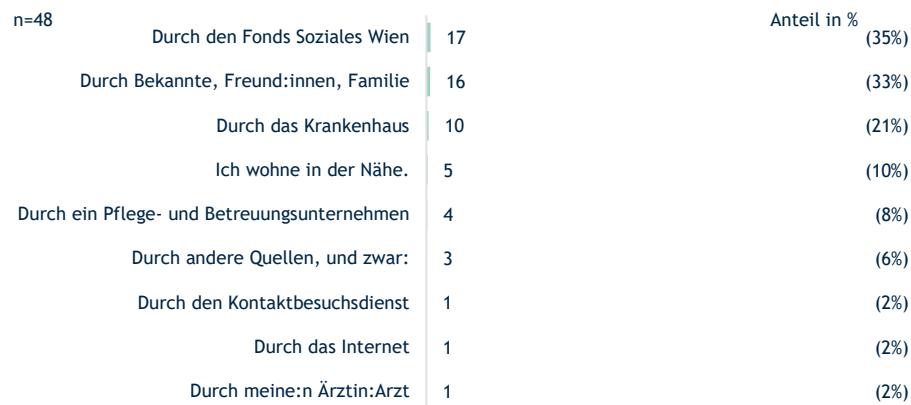 n=48 Anteil in %
Durch den Fonds Soziales Wien 17 (35%)
Durch Bekannte, Freund:innen, Familie 16 (33%)
Durch das Krankenhaus 10 (21%)
Ich wohne in der Nähe. 5 (10%)
Durch ein Pflege- und Betreuungsunternehmen 4 (8%)
Durch andere Quellen, und zwar: 3 (6%)
Durch den Kontaktbesuchsdienst 1 (2%)
Durch das Internet 1 (2%)
Durch meine:n Ärztin:Arzt 1 (2%)